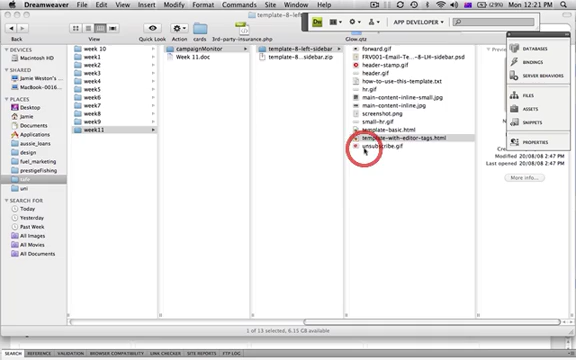 Dreamweaver File Edit View Go Window Help (29%) Mon 12:21 PM
template-8-left-
APP DEVELOPER
Back View Quick Look Action cards 3rd-party-insurance.php Glow.qtz
DEVICES
Macintosh HD
SHARED
Jamie Weston's...
MacBook-0016...
PLACES
Desktop
Jamie
Documents
Applications
aussie_loans
design
fuel_marketing
prestigeFishing
uni
SEARCH FOR
Today
Yesterday
Past Week
All Images
All Movies
All Documents
week 10
week1
week2
week3
week4
week5
week6
week7
week8
week9
week11
campaignMonitor
Week 11.doc
template-8-left-sidebar
template-8...sidebar.zip
forward.gif
FRV001-Email-Te...-8-LH-sidebar.psd
header-stamp.gif
header.gif
how-to-use-this-template.txt
hr.gif
main-content-inline-small.jpg
main-content-inline.jpg
screenshot.png
small-hr.gif
template-basic.html
template-with-editor-tags.html
unsubscribe.gif
DATABASES
BINDINGS
SERVER BEHAVIORS
FILES
ASSETS
SNIPPETS
PROPERTIES
Modified 20/08/08 2:47 PM
Last opened 20/08/08 2:47 PM
More info...
1 of 13 selected, 6.15 GB available
SEARCH REFERENCE VALIDATION BROWSER COMPATIBILITY LINK CHECKER SITE REPORTS FTP LOG